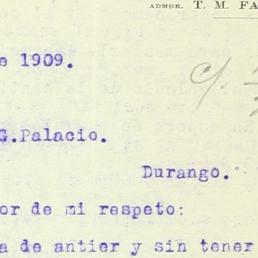 ADMOR. T. M. FA
e 1909.
G.Palacio.
Durango.
or de mi respeto:
a de antier y sin tener